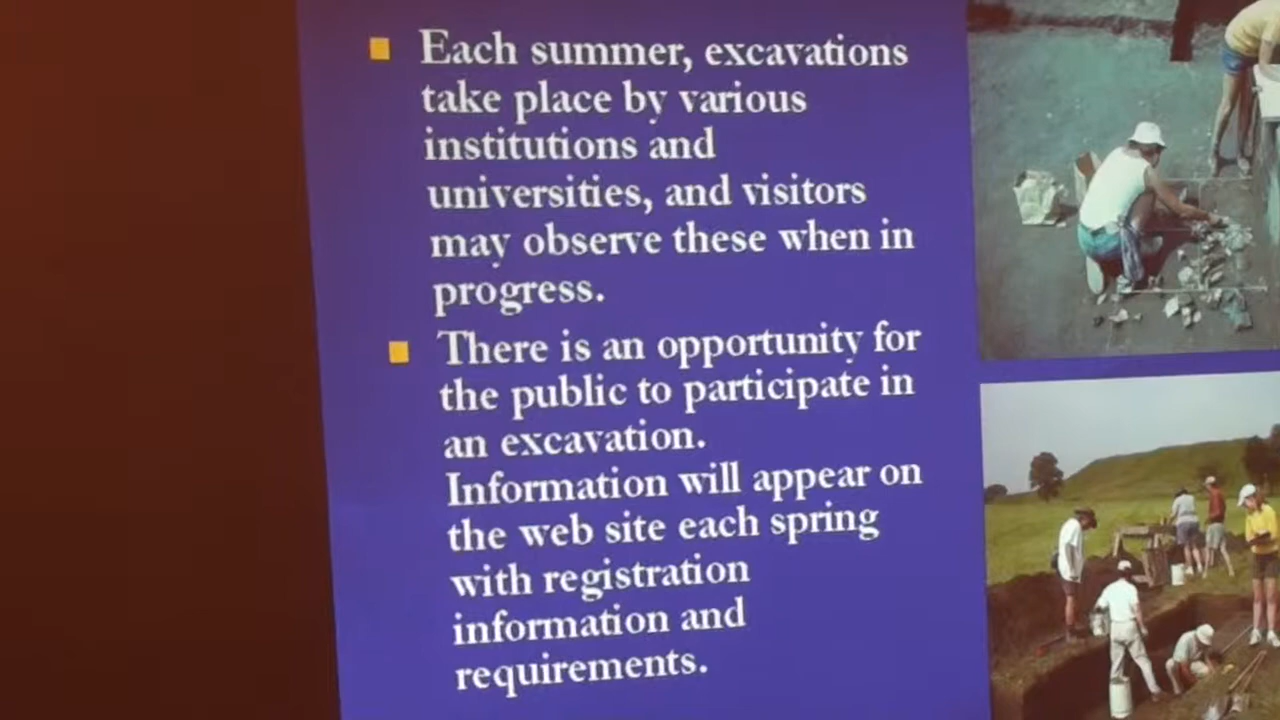 Each summer, excavations
take place by various
institutions and
universities, and visitors
may observe these when in
progress.
There is an opportunity for
the public to participate in
an excavation.
Information will appear on
the web site each spring
with registration
information and
requirements.